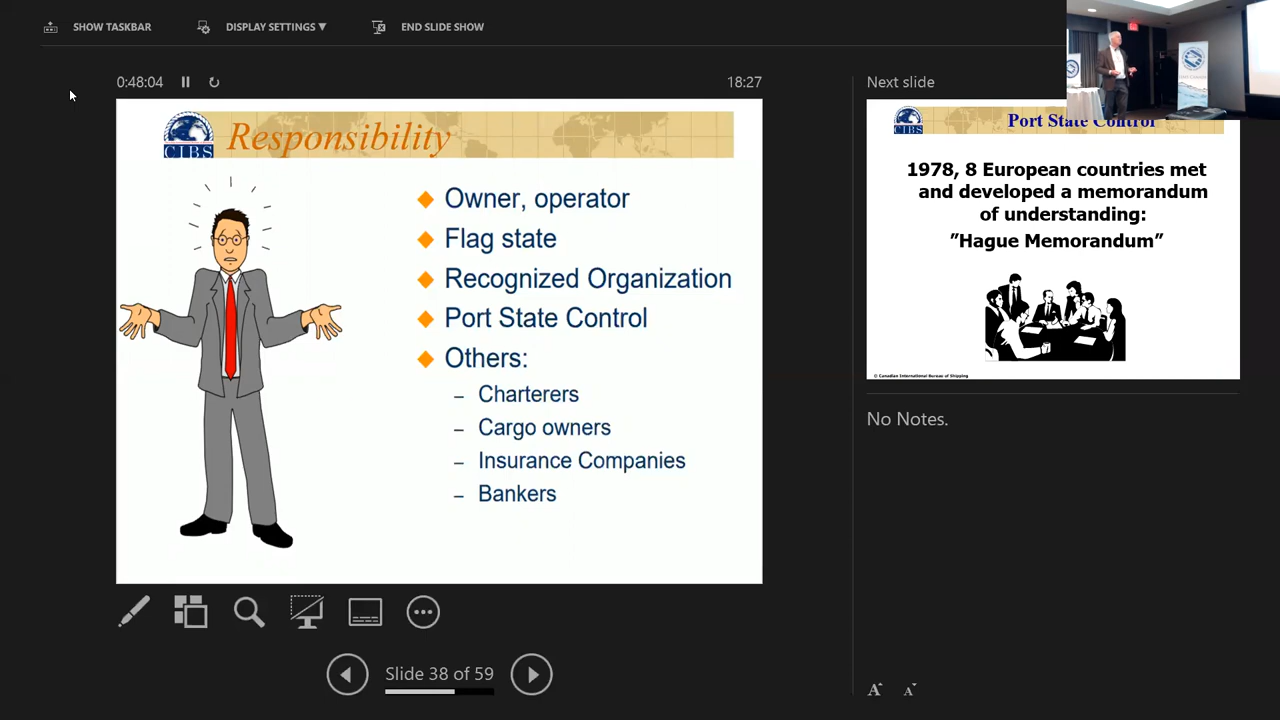 SHOW TASKBAR
DISPLAY SETTINGS ▼
END SLIDE SHOW
0:48:04
18:27
Next slide
CIBS
Responsibility
Owner, operator
Flag state
Recognized Organization
Port State Control
Others:
– Charterers
– Cargo owners
– Insurance Companies
– Bankers
CIBS
Port State Control
1978, 8 European countries met
and developed a memorandum
of understanding:
”Hague Memorandum”
© Canadian International Bureau of Shipping
No Notes.
Slide 38 of 59
A A